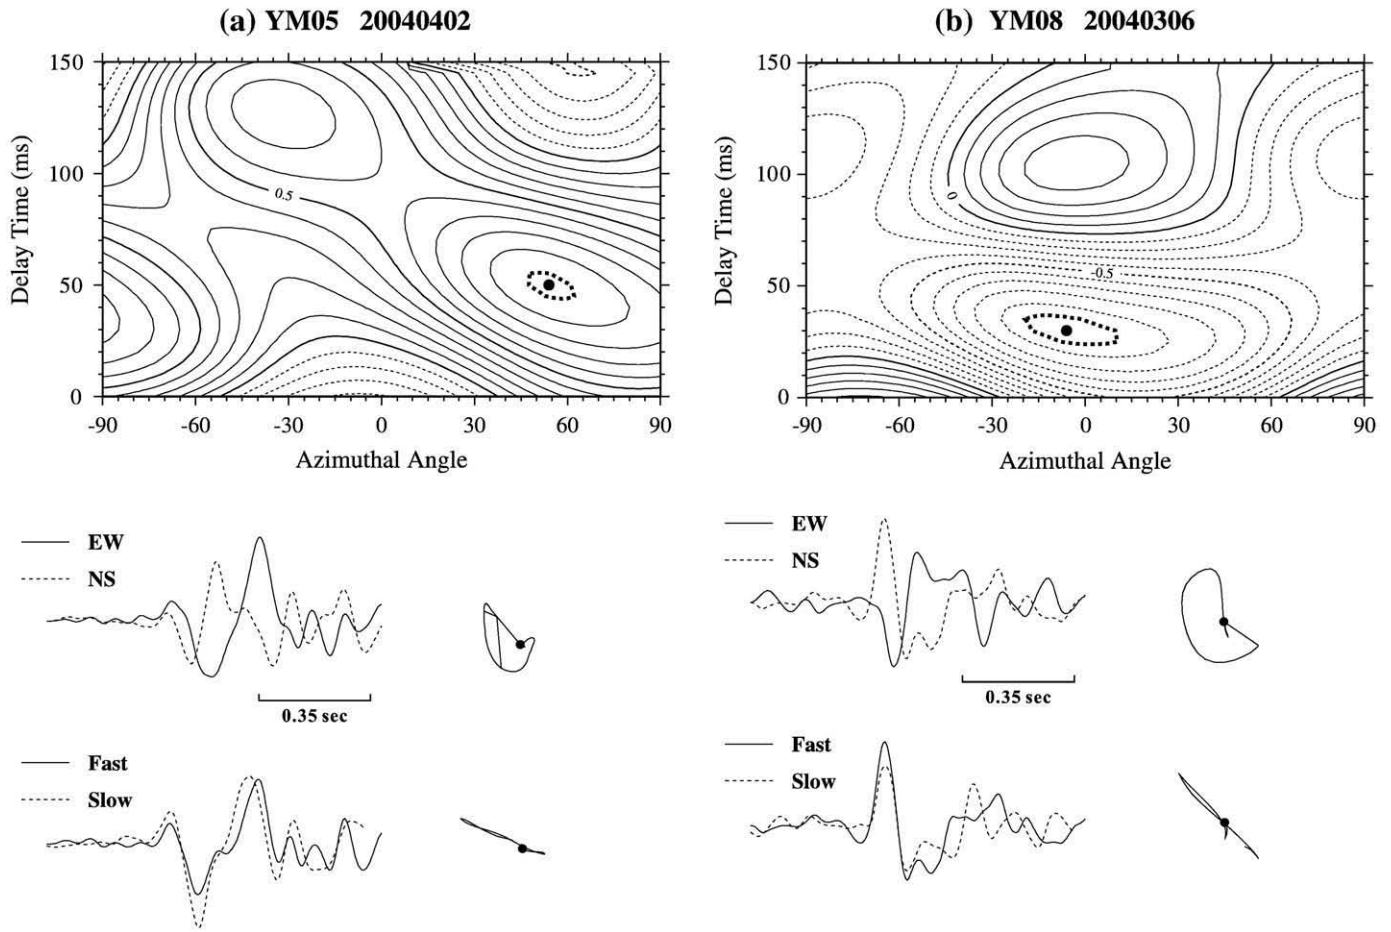 (a) YM05 20040402
150
100
50
0
Delay Time (ms)
0.5
-90 -60 -30 0 30 60 90
Azimuthal Angle
EW
NS
0.35 sec
Fast
Slow
(b) YM08 20040306
150
100
50
0
Delay Time (ms)
0
-0.5
-90 -60 -30 0 30 60 90
Azimuthal Angle
EW
NS
0.35 sec
Fast
Slow